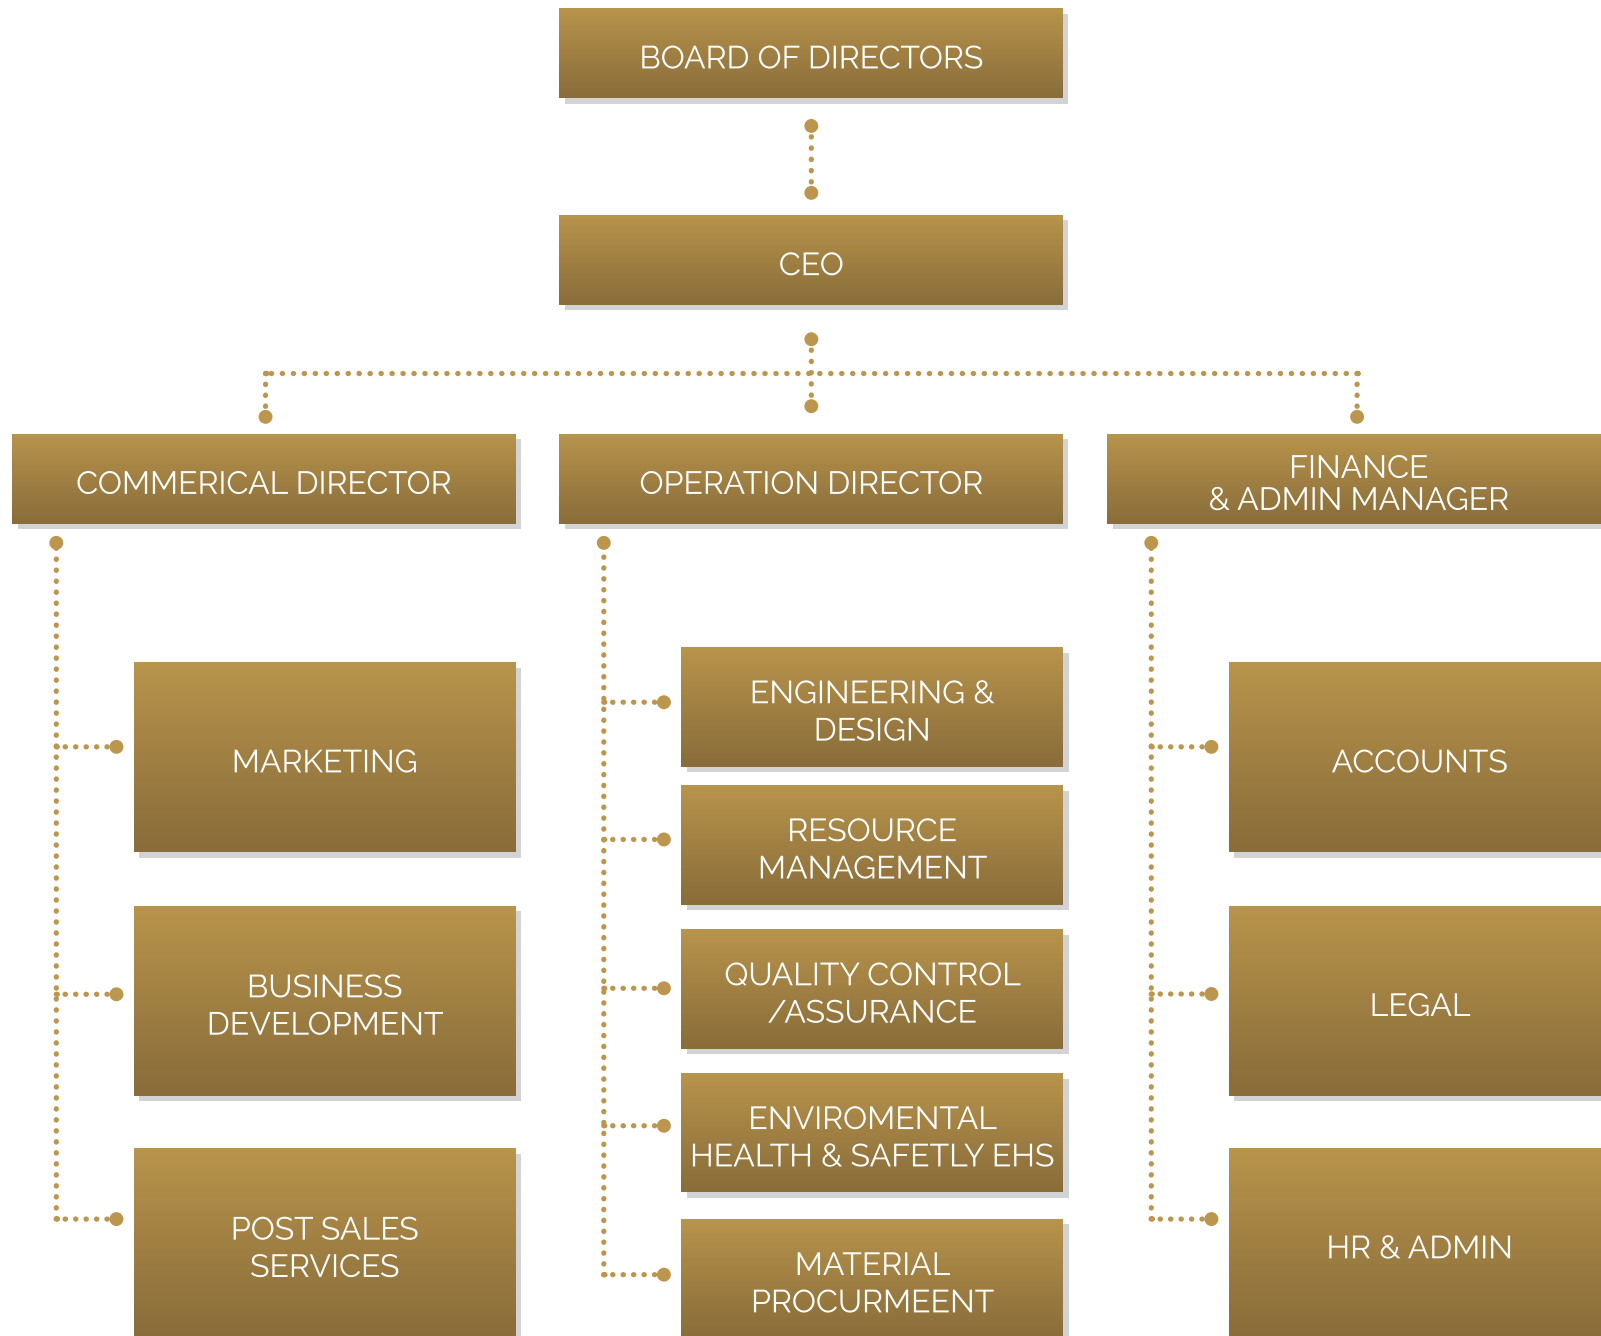 BOARD OF DIRECTORS
CEO
COMMERICAL DIRECTOR
OPERATION DIRECTOR
FINANCE
& ADMIN MANAGER
MARKETING
BUSINESS
DEVELOPMENT
POST SALES
SERVICES
ENGINEERING &
DESIGN
RESOURCE
MANAGEMENT
QUALITY CONTROL
/ASSURANCE
ENVIROMENTAL
HEALTH & SAFETLY EHS
MATERIAL
PROCURMEENT
ACCOUNTS
LEGAL
HR & ADMIN